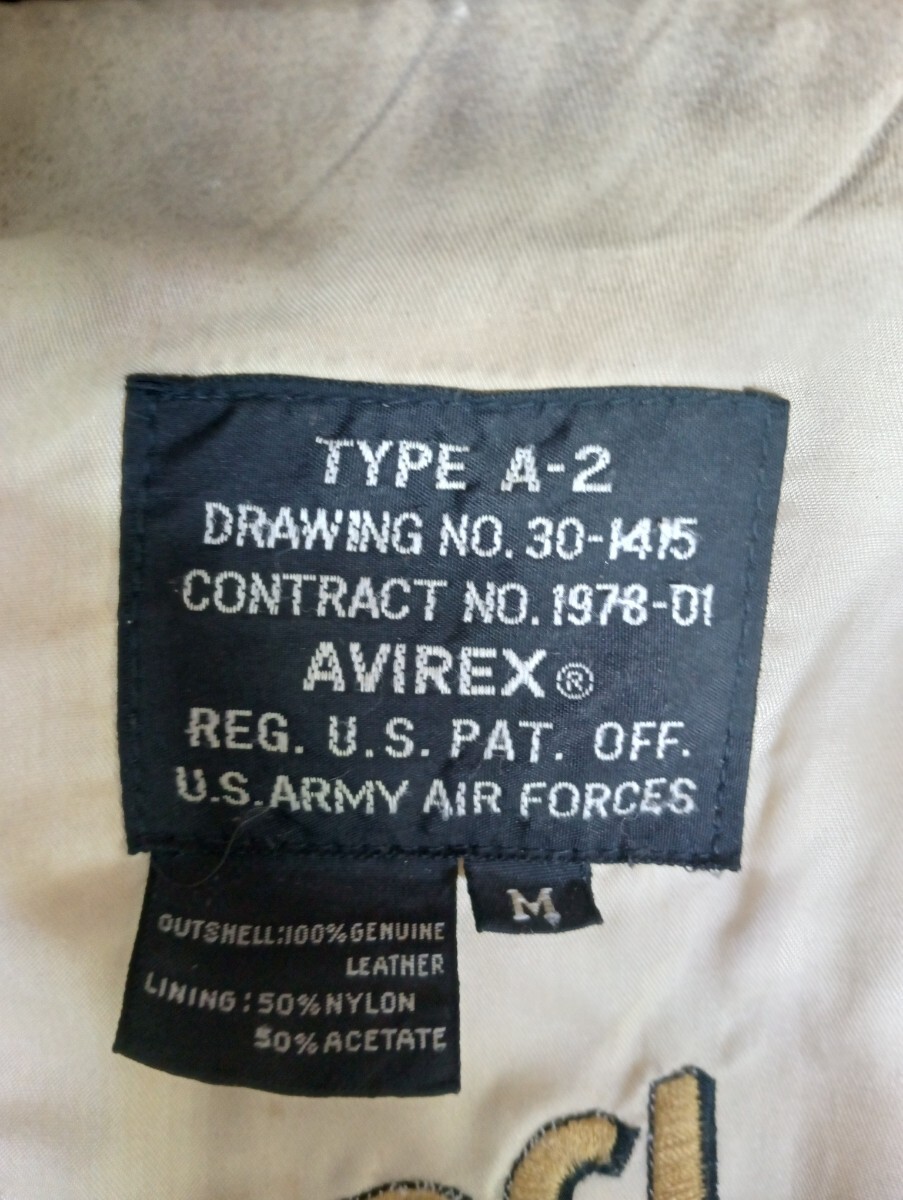 TYPE A-2
DRAWING NO. 30-1415
CONTRACT NO. 1978-01
AVIREX®
REG. U.S. PAT. OFF.
U.S. ARMY AIR FORCES
M
OUTSHELL:100%GENUINE
LEATHER
LINING:50%NYLON
50%ACETATE